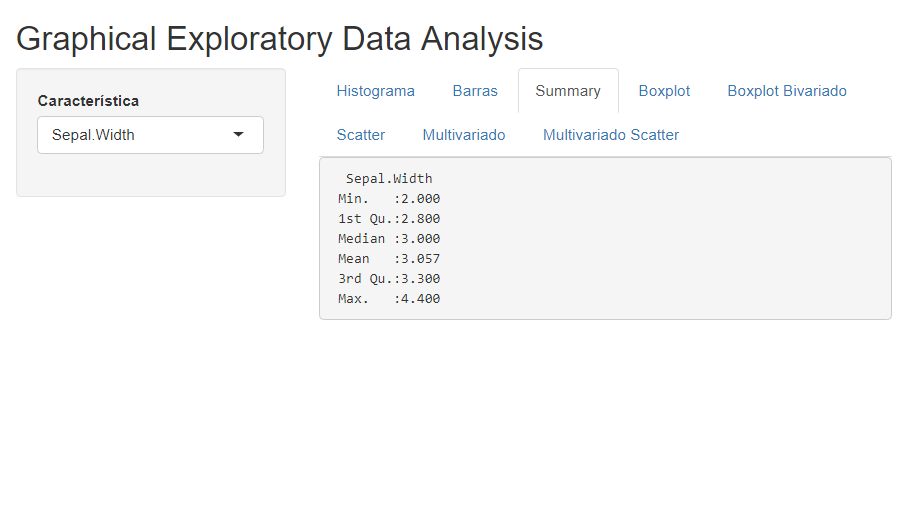 Graphical Exploratory Data Analysis
Característica
Sepal.Width
Histograma Barras Summary Boxplot Boxplot Bivariado
Scatter Multivariado Multivariado Scatter
 Sepal.Width
Min.   :2.000
1st Qu.:2.800
Median :3.000
Mean   :3.057
3rd Qu.:3.300
Max.   :4.400